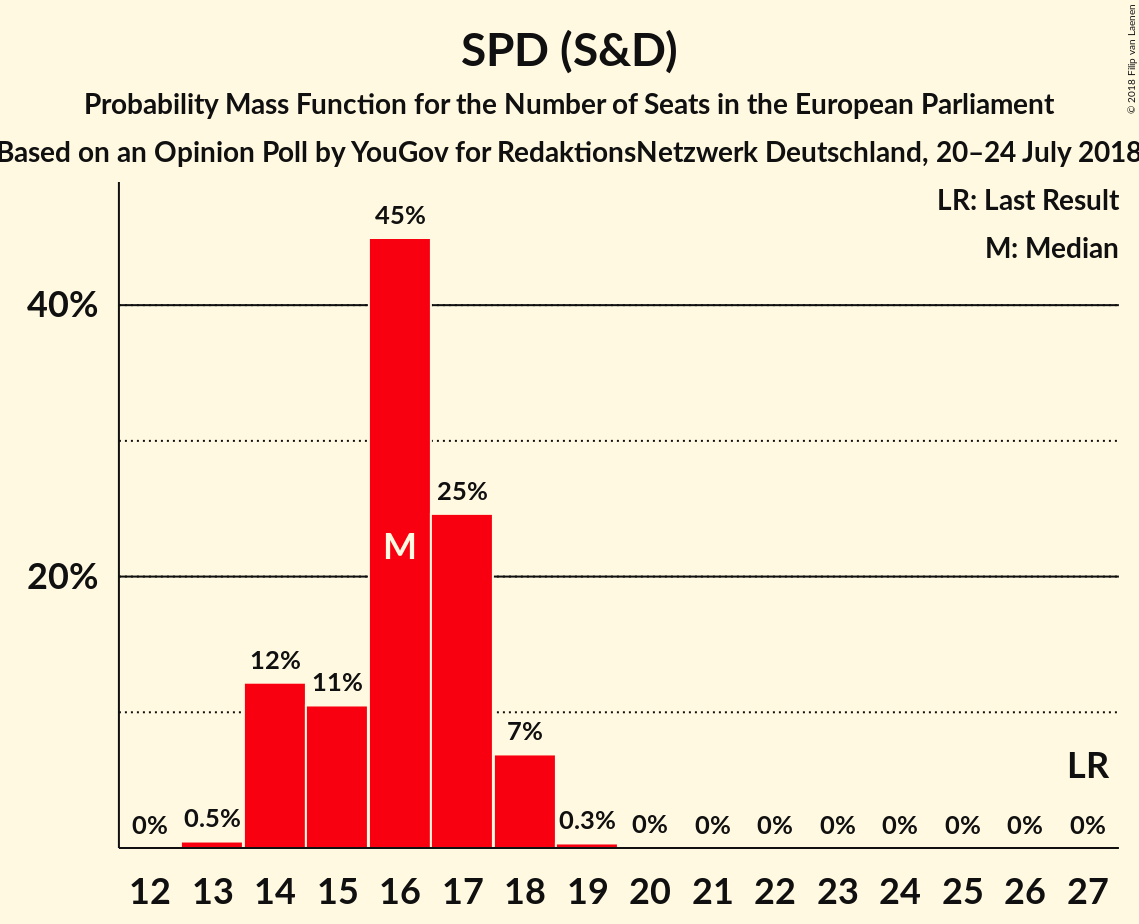 SPD (S&D)
Probability Mass Function for the Number of Seats in the European Parliament
Based on an Opinion Poll by YouGov for RedaktionsNetzwerk Deutschland, 20–24 July 2018
© 2018 Filip van Laenen
LR: Last Result
M: Median
40%
20%
0% 0.5% 12% 11% 45% 25% 7% 0.3% 0% 0% 0% 0% 0% 0% 0% 0%
M
LR
12 13 14 15 16 17 18 19 20 21 22 23 24 25 26 27